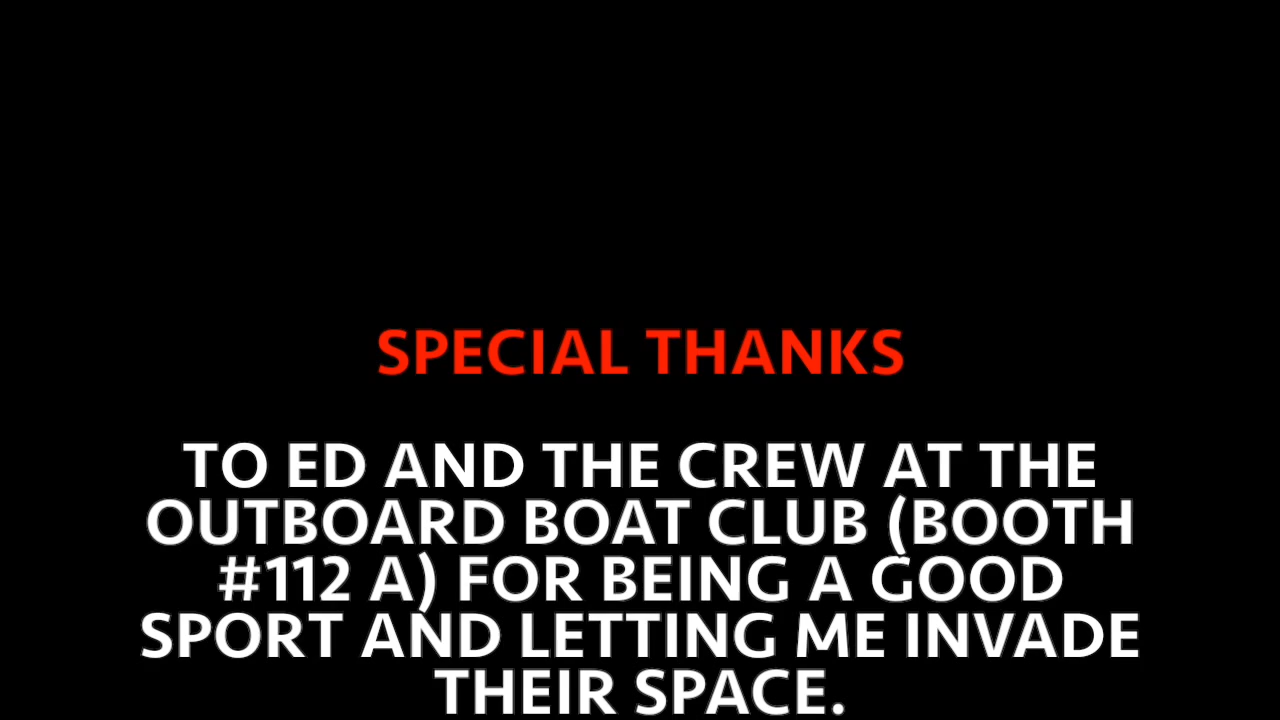 SPECIAL THANKS
TO ED AND THE CREW AT THE
OUTBOARD BOAT CLUB (BOOTH
#112 A) FOR BEING A GOOD
SPORT AND LETTING ME INVADE
THEIR SPACE.